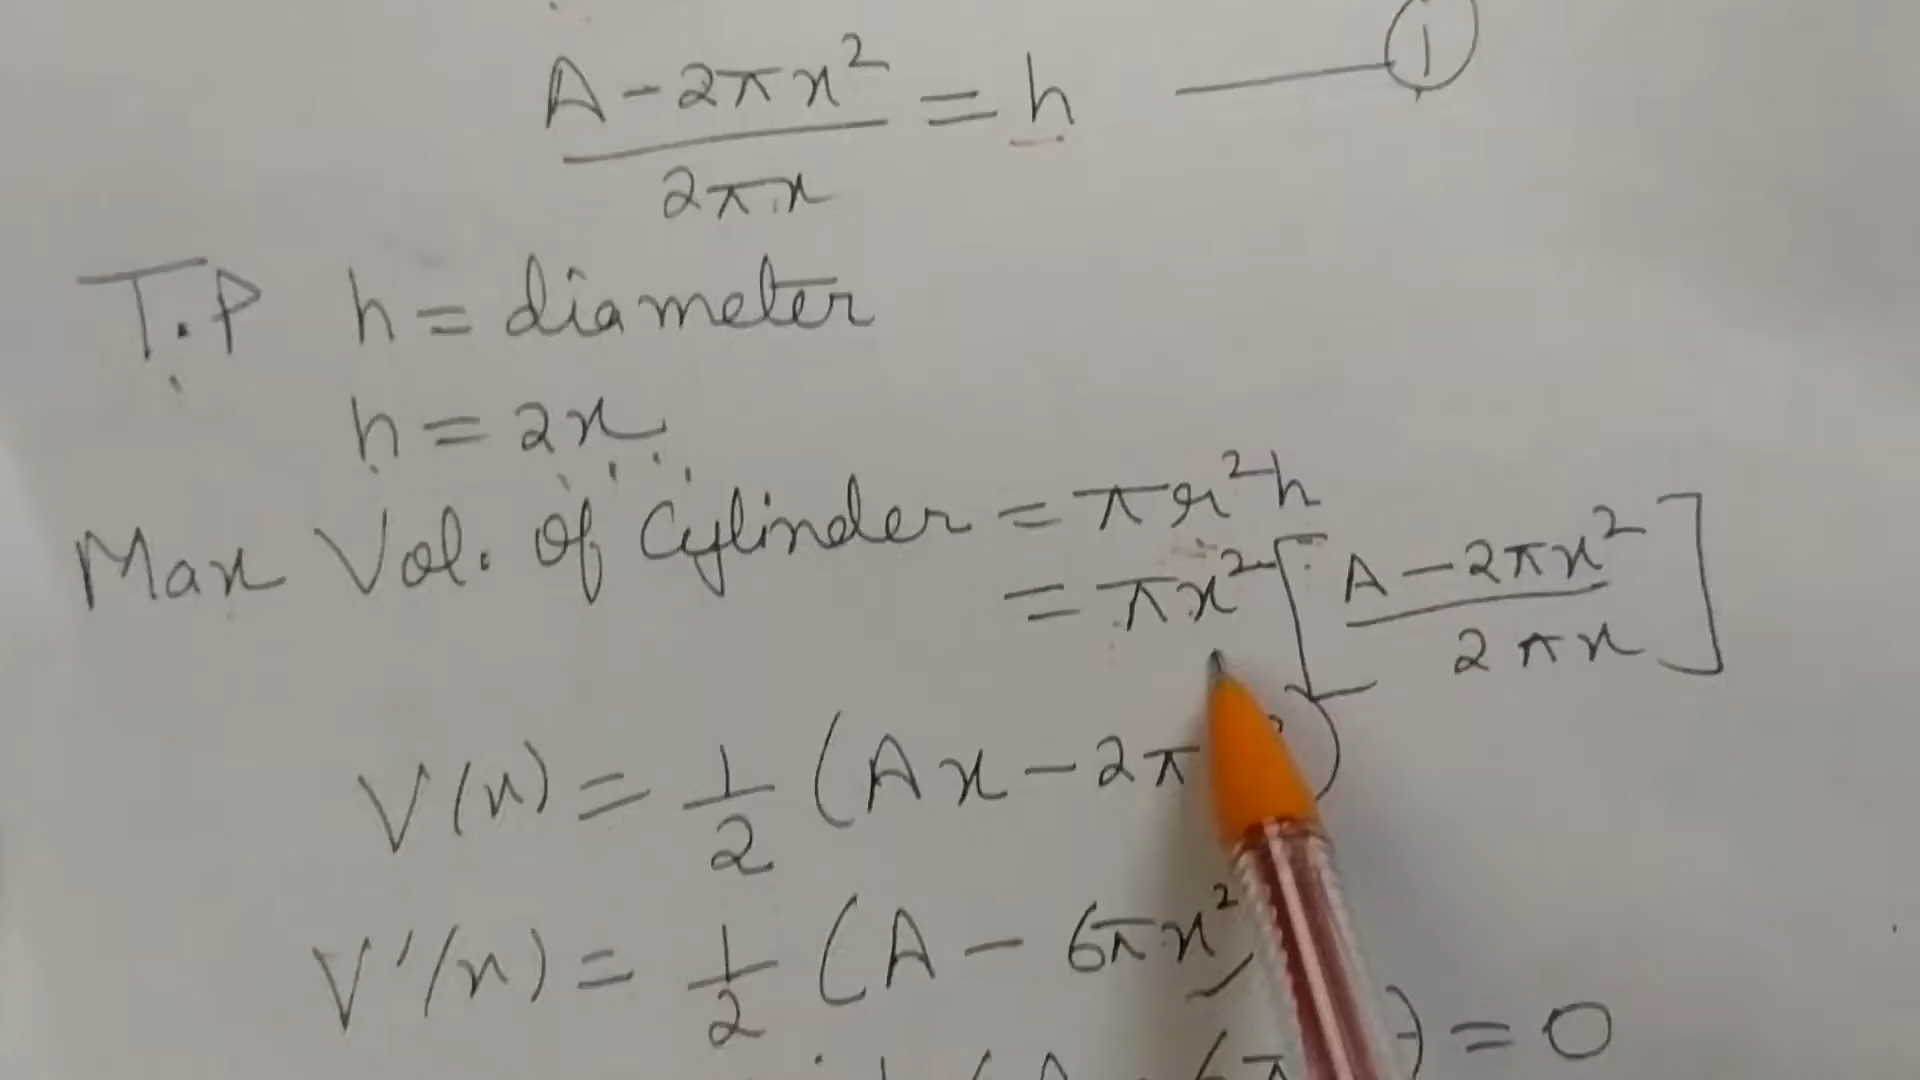 A-2πx² = h —— ①
2πx
T.P h = diameter
h = 2x
Max Vol. of Cylinder = πr²h
= πx² [ A-2πx² ]
2πx
V(x) = 1/2 (Ax - 2π )
V'(x) = 1/2 (A - 6πx²
) = 0